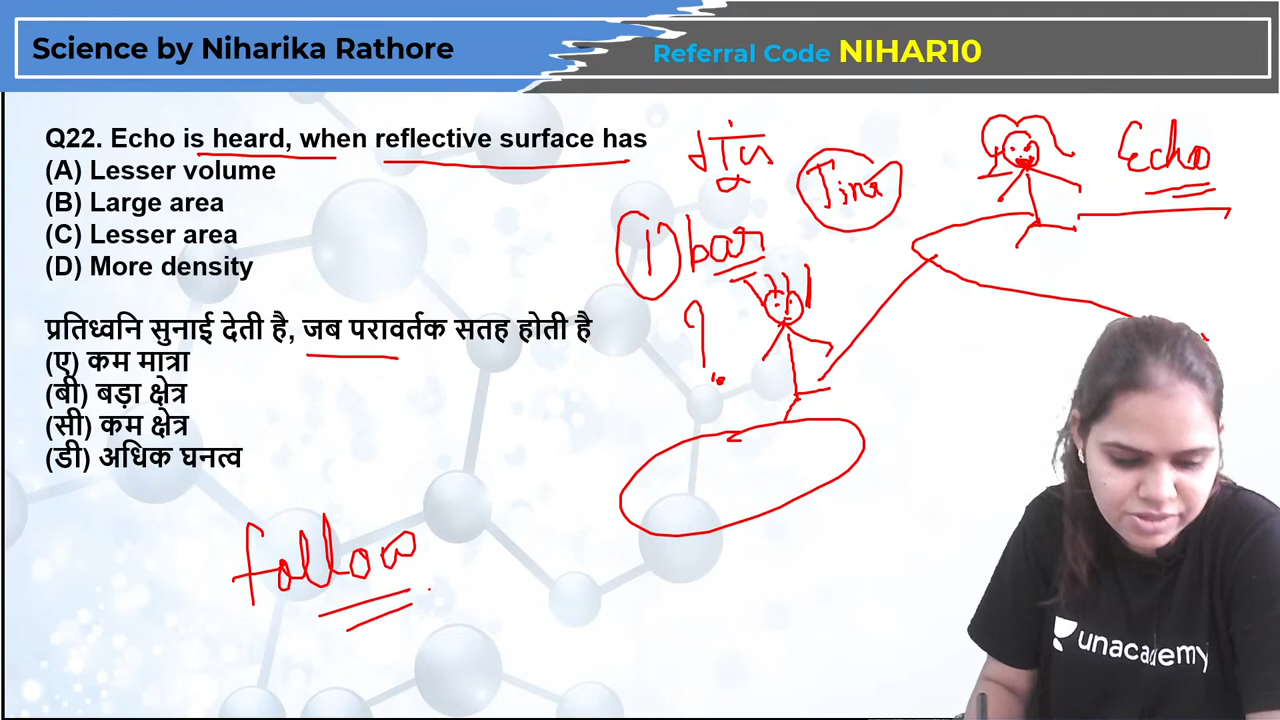 Science by Niharika Rathore
Referral Code NIHAR10
Q22. Echo is heard, when reflective surface has
(A) Lesser volume
(B) Large area
(C) Lesser area
(D) More density
प्रतिध्वनि सुनाई देती है, जब परावर्तक सतह होती है
(ए) कम मात्रा
(बी) बड़ा क्षेत्र
(सी) कम क्षेत्र
(डी) अधिक घनत्व
Tina
Echo
1 bar
?
follow
unacademy